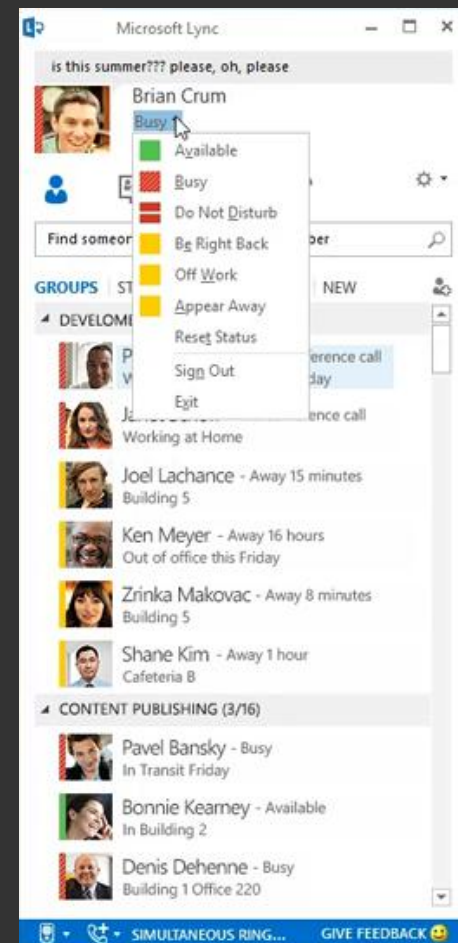 Microsoft Lync
is this summer??? please, oh, please
Brian Crum
Busy
Available
Busy
Do Not Disturb
Be Right Back
Off Work
Appear Away
Reset Status
Sign Out
Exit
Find someon
ber
GROUPS ST NEW
DEVELOME
P erence call
W day
ence call
Working at Home
Joel Lachance - Away 15 minutes
Building 5
Ken Meyer - Away 16 hours
Out of office this Friday
Zrinka Makovac - Away 8 minutes
Building 5
Shane Kim - Away 1 hour
Cafeteria B
CONTENT PUBLISHING (3/16)
Pavel Bansky - Busy
In Transit Friday
Bonnie Kearney - Available
In Building 2
Denis Dehenne - Busy
Building 1 Office 220
SIMULTANEOUS RING... GIVE FEEDBACK